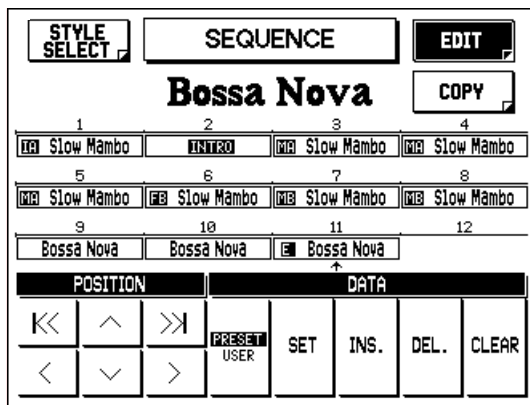 STYLE SELECT SEQUENCE EDIT
Bossa Nova COPY
1 2 3 4
IA Slow Mambo INTRO MA Slow Mambo MA Slow Mambo
5 6 7 8
MA Slow Mambo FB Slow Mambo MB Slow Mambo MB Slow Mambo
9 10 11 12
Bossa Nova Bossa Nova E Bossa Nova
POSITION DATA
PRESET
USER
SET INS. DEL. CLEAR